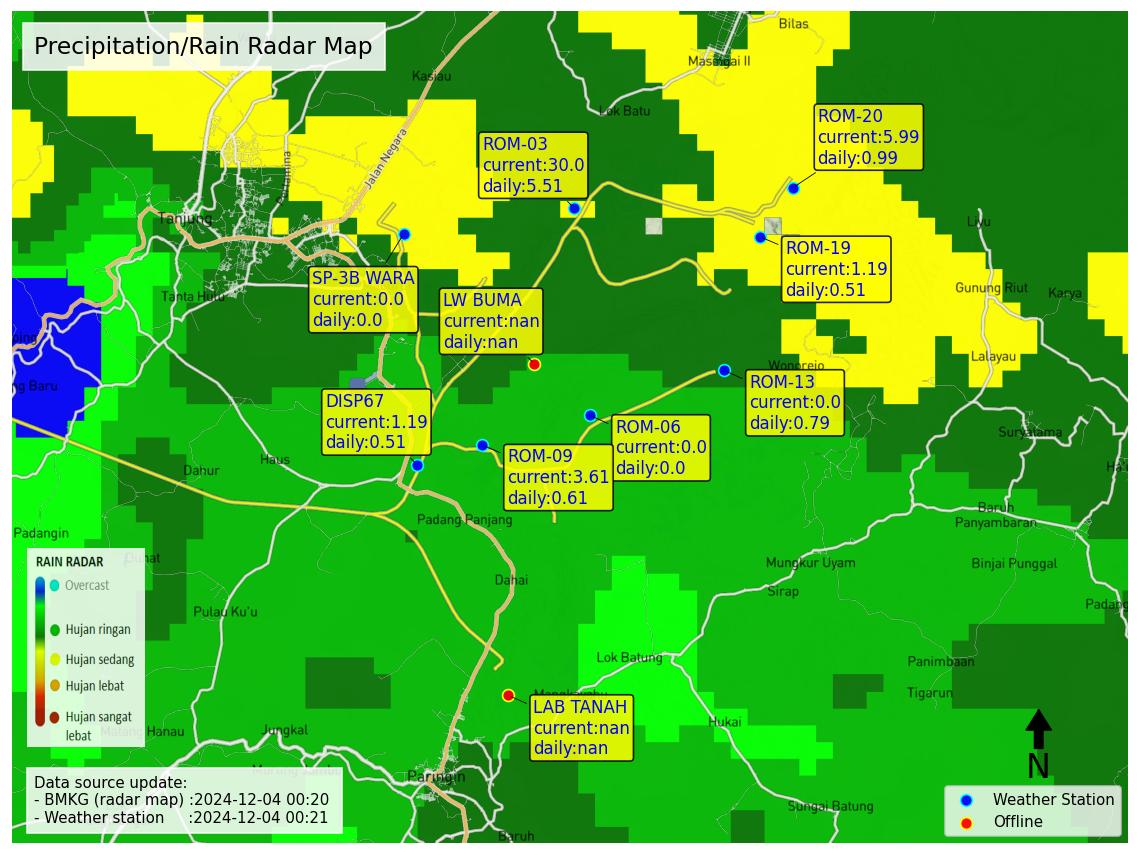 Precipitation/Rain Radar Map
Bilas
Masingai II
Kasiau
Lok Batu
Jalan Negara
ROM-20
current:5.99
daily:0.99
ROM-03
current:30.0
daily:5.51
Tanjung
Liyu
ROM-19
current:1.19
daily:0.51
SP-3B WARA
current:0.0
daily:0.0
LW BUMA
current:nan
daily:nan
Tanta Hulu
Gunung Riut
Karya
Lalayau
Wonorejo
ROM-13
current:0.0
daily:0.79
ng Baru
DISP67
current:1.19
daily:0.51
ROM-06
current:0.0
daily:0.0
ROM-09
current:3.61
daily:0.61
Suryatama
Haus
Dahur
Padang Panjang
Baruh
Panyambaran
Padangin
Mungkur Uyam
Binjai Punggal
Dahai
Sirap
Padang
Pulau Ku'u
RAIN RADAR
Overcast
Hujan ringan
Hujan sedang
Hujan lebat
Hujan sangat
lebat
Lok Batung
Panimbaan
Tigarun
LAB TANAH
current:nan
daily:nan
Hukai
Hanau
Jungkal
Paringin
Sungai Batung
Baruh
N
Data source update:
- BMKG (radar map) :2024-12-04 00:20
- Weather station :2024-12-04 00:21
Weather Station
Offline